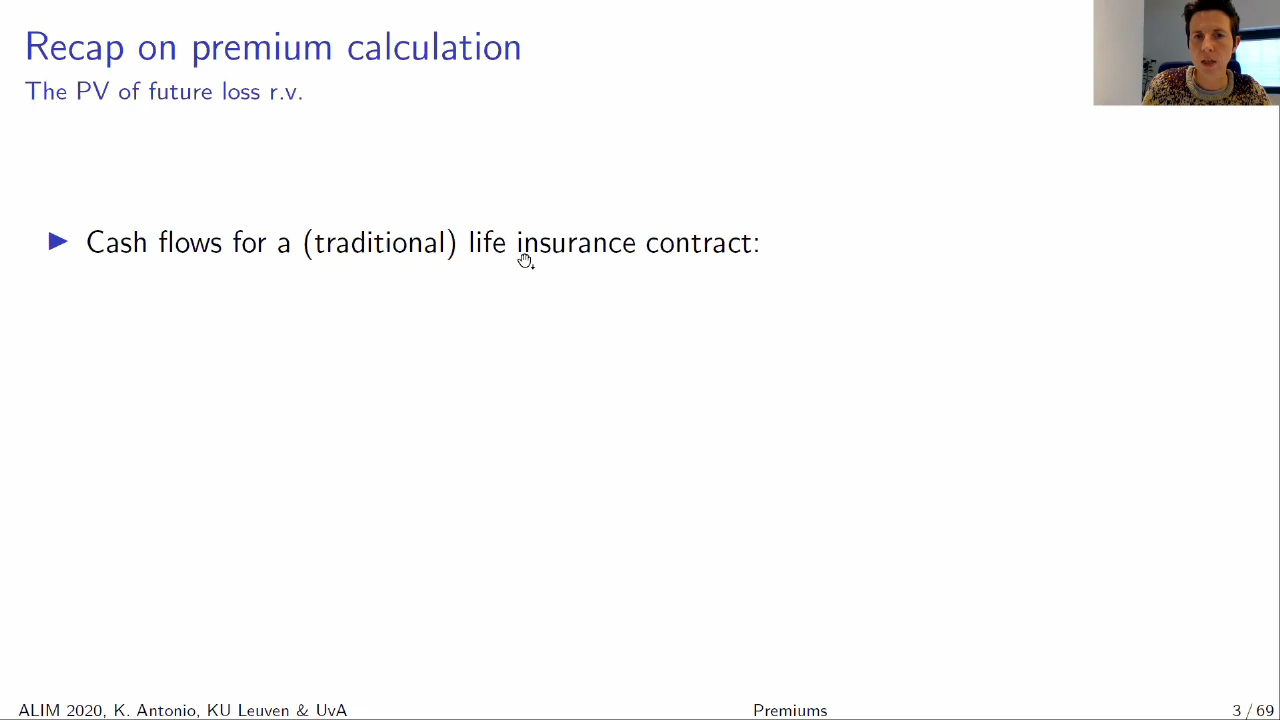 Recap on premium calculation
The PV of future loss r.v.
Cash flows for a (traditional) life insurance contract:
ALIM 2020, K. Antonio, KU Leuven & UvA Premiums 3 / 69